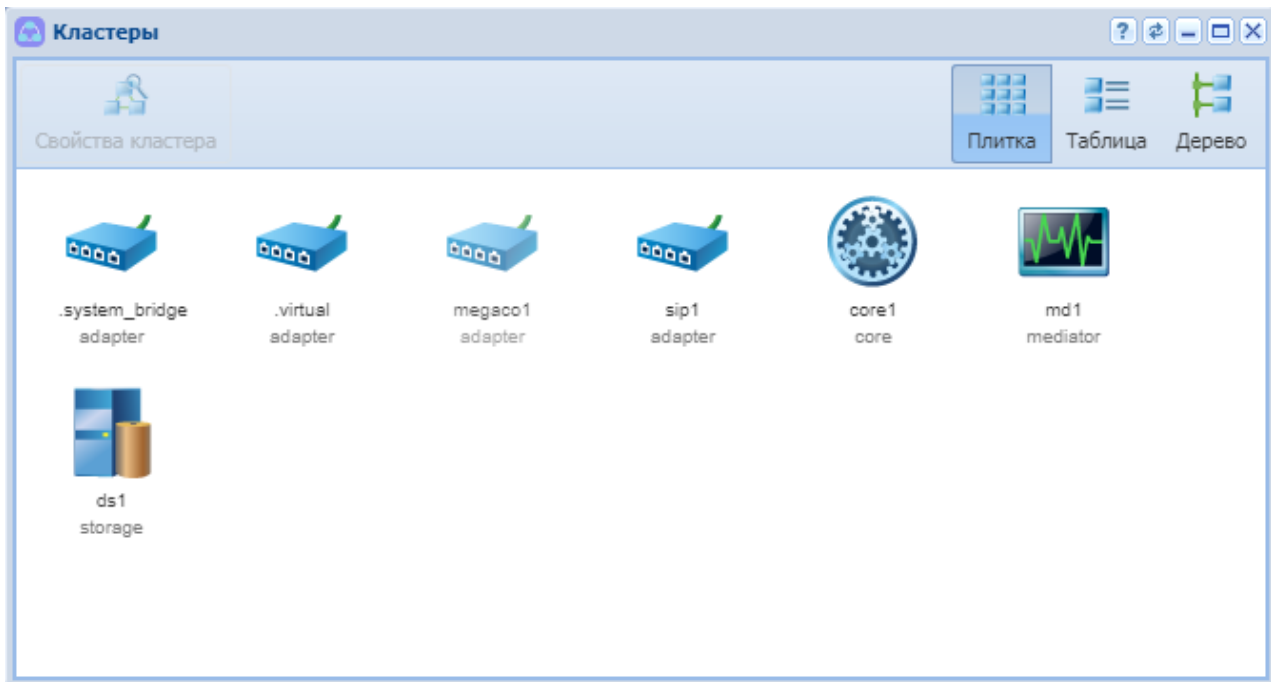 Кластеры
Свойства кластера
Плитка Таблица Дерево
.system_bridge .virtual megaco1 sip1 core1 md1
adapter adapter adapter adapter core mediator
ds1
storage